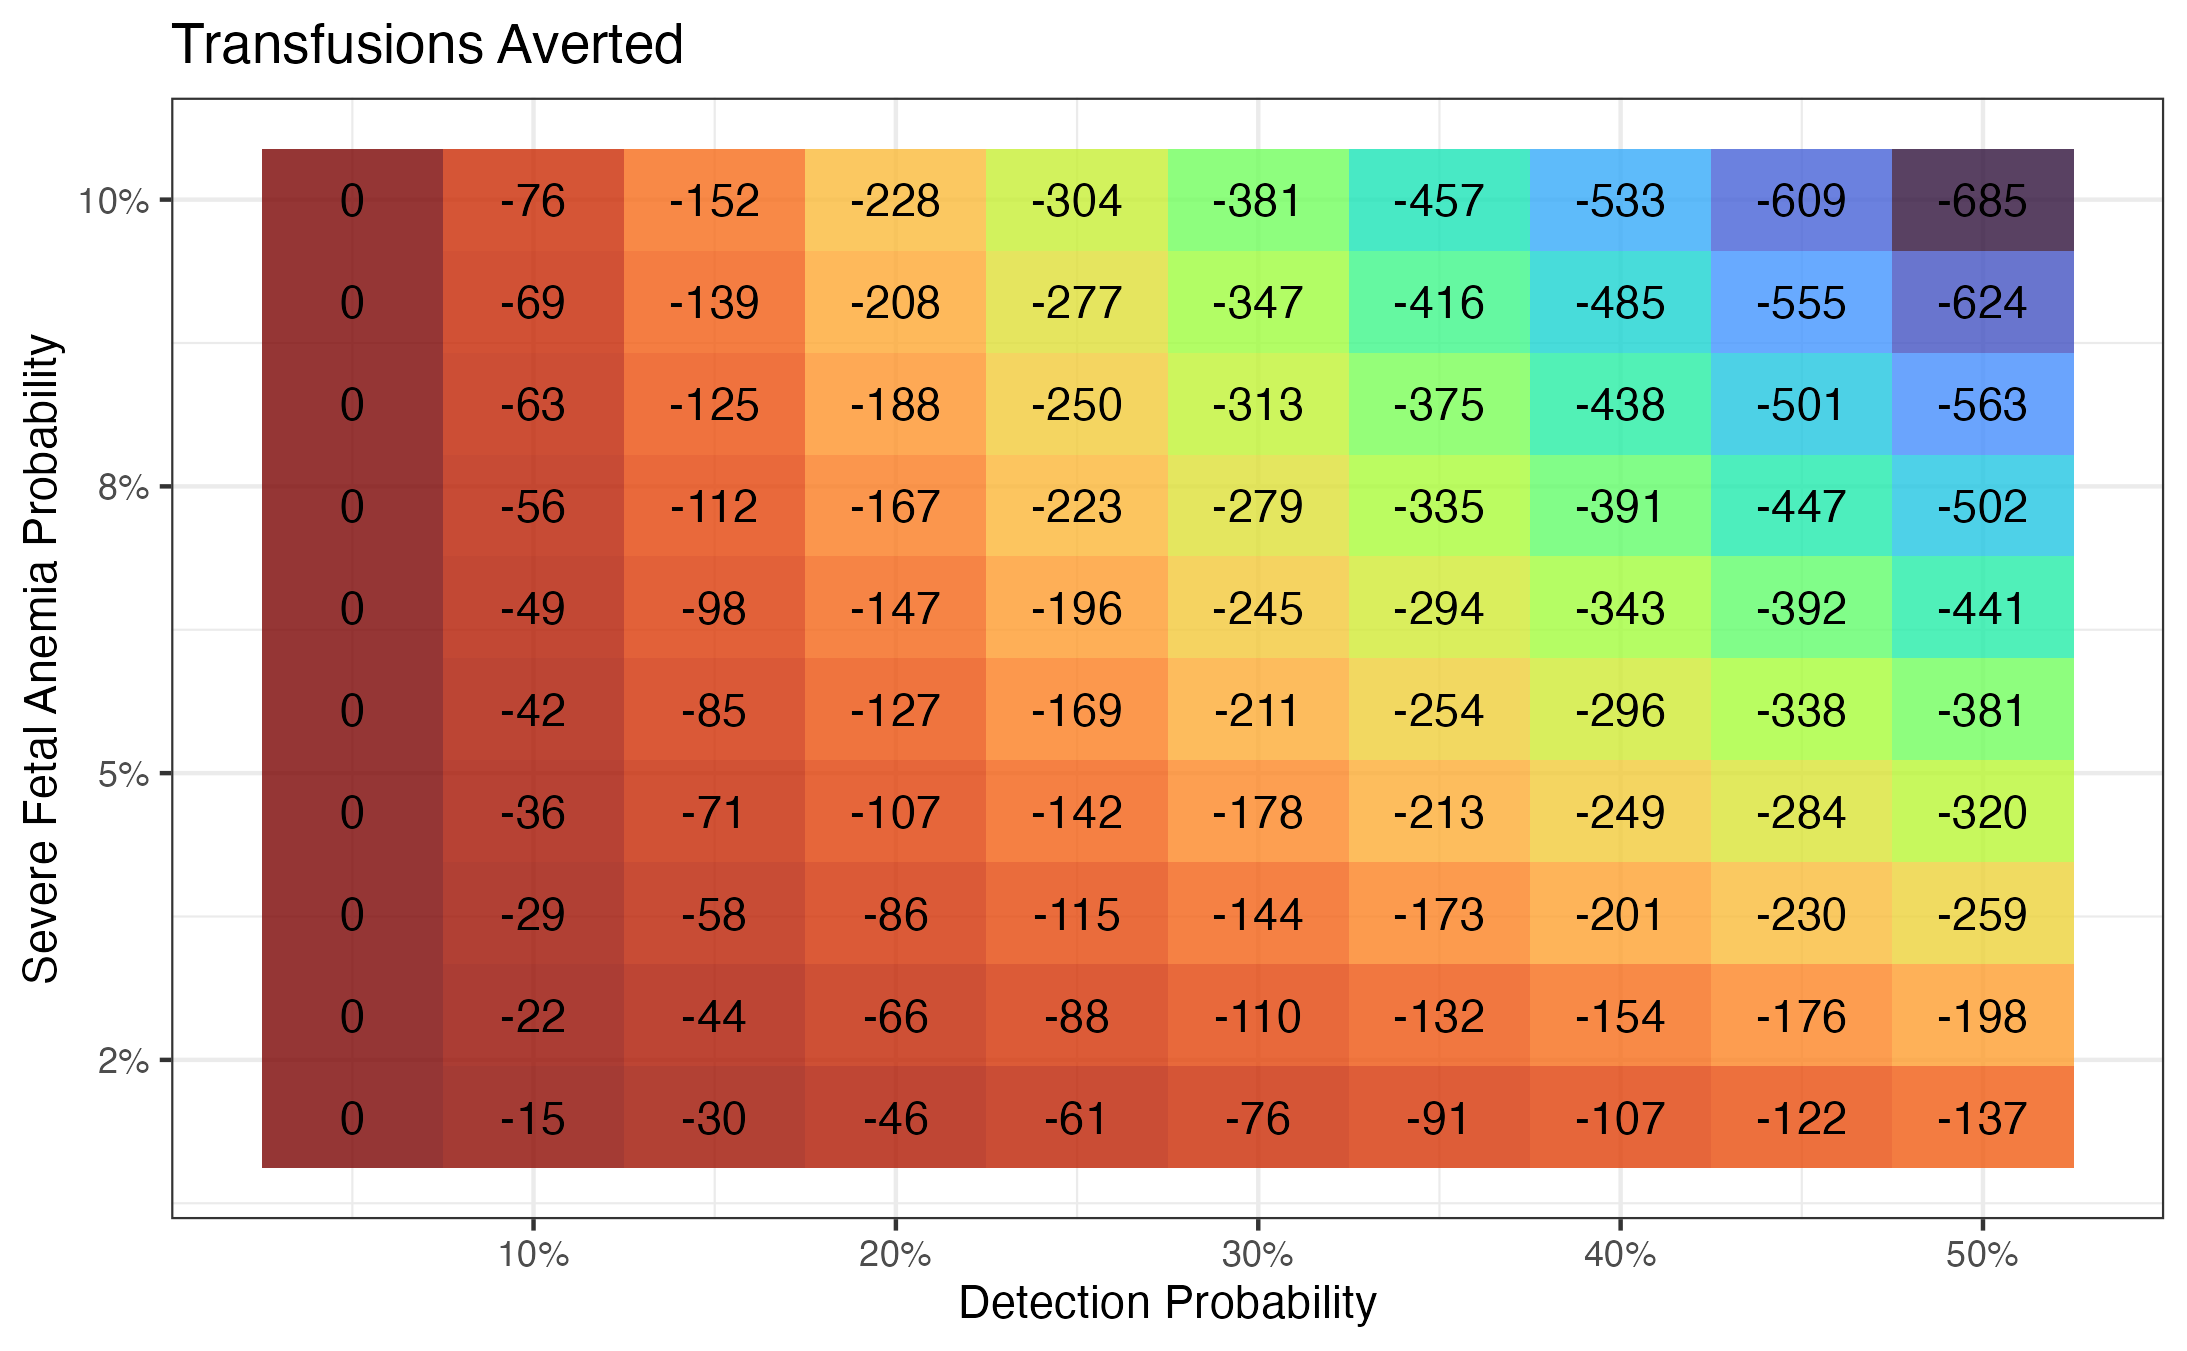 Transfusions Averted
10% 0 -76 -152 -228 -304 -381 -457 -533 -609 -685
0 -69 -139 -208 -277 -347 -416 -485 -555 -624
0 -63 -125 -188 -250 -313 -375 -438 -501 -563
8% 0 -56 -112 -167 -223 -279 -335 -391 -447 -502
0 -49 -98 -147 -196 -245 -294 -343 -392 -441
0 -42 -85 -127 -169 -211 -254 -296 -338 -381
5% 0 -36 -71 -107 -142 -178 -213 -249 -284 -320
0 -29 -58 -86 -115 -144 -173 -201 -230 -259
2% 0 -22 -44 -66 -88 -110 -132 -154 -176 -198
0 -15 -30 -46 -61 -76 -91 -107 -122 -137
10% 20% 30% 40% 50%
Detection Probability
Severe Fetal Anemia Probability